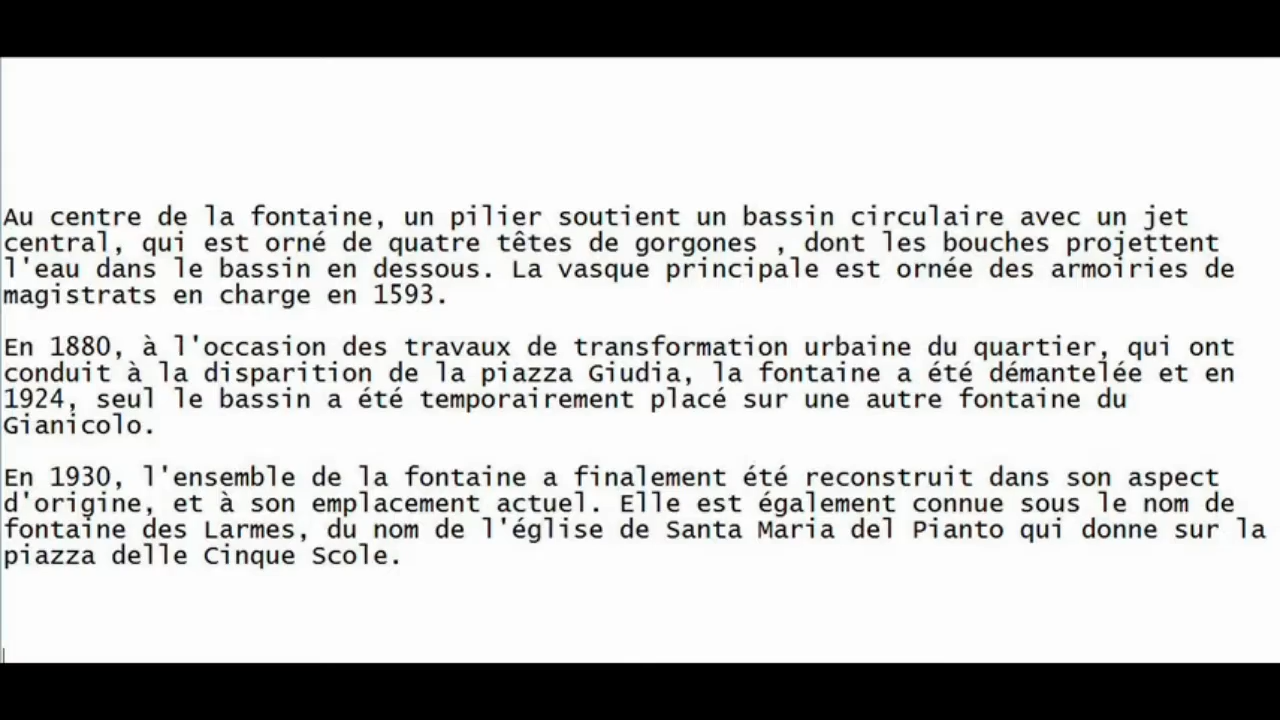 Au centre de la fontaine, un pilier soutient un bassin circulaire avec un jet
central, qui est orné de quatre têtes de gorgones , dont les bouches projettent
l'eau dans le bassin en dessous. La vasque principale est ornée des armoiries de
magistrats en charge en 1593.
En 1880, à l'occasion des travaux de transformation urbaine du quartier, qui ont
conduit à la disparition de la piazza Giudia, la fontaine a été démantelée et en
1924, seul le bassin a été temporairement placé sur une autre fontaine du
Gianicolo.
En 1930, l'ensemble de la fontaine a finalement été reconstruit dans son aspect
d'origine, et à son emplacement actuel. Elle est également connue sous le nom de
fontaine des Larmes, du nom de l'église de Santa Maria del Pianto qui donne sur la
piazza delle Cinque Scole.